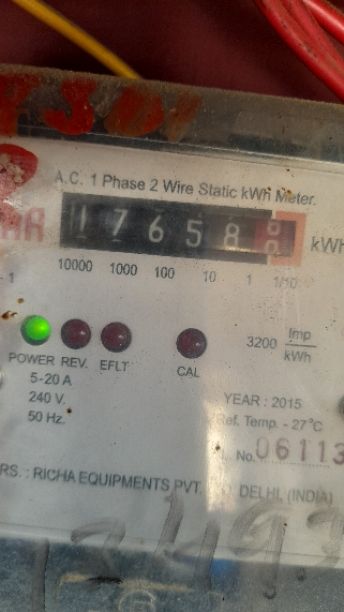 A.C. 1 Phase 2 Wire Static kWh Meter.
17658 kWh
10000 1000 100 10 1 1/10
POWER REV. EFLT CAL
3200 Imp/kWh
5-20 A
240 V.
50 Hz.
YEAR : 2015
Ref. Temp. - 27°C
No. 06113
RS. : RICHA EQUIPMENTS PVT. DELHI, (INDIA)